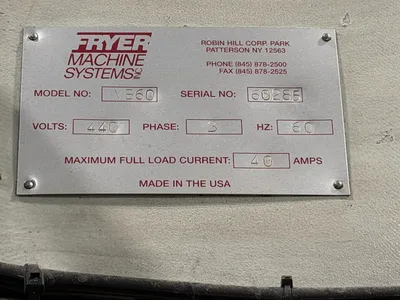 FRYER
MACHINE
SYSTEMS INC
ROBIN HILL CORP. PARK
PATTERSON NY 12563
PHONE (845) 878-2500
FAX (845) 878-2525
MODEL NO: SERIAL NO: 60285
VOLTS: 440 PHASE: 3 HZ: 60
MAXIMUM FULL LOAD CURRENT: 40 AMPS
MADE IN THE USA